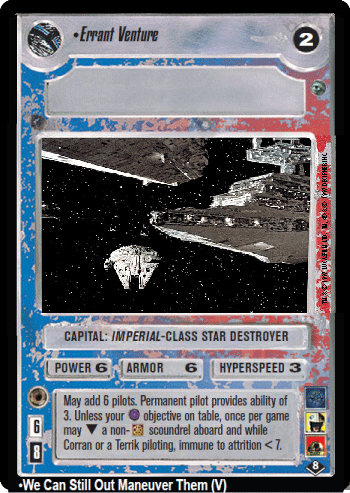 •Errant Venture
2
CAPITAL: IMPERIAL-CLASS STAR DESTROYER
POWER 6 ARMOR 6 HYPERSPEED 3
May add 6 pilots. Permanent pilot provides ability of
3. Unless your objective on table, once per game
may ▼ a non- scoundrel aboard and while
Corran or a Terrik piloting, immune to attrition < 7.
6
8
8
•We Can Still Out Maneuver Them (V)